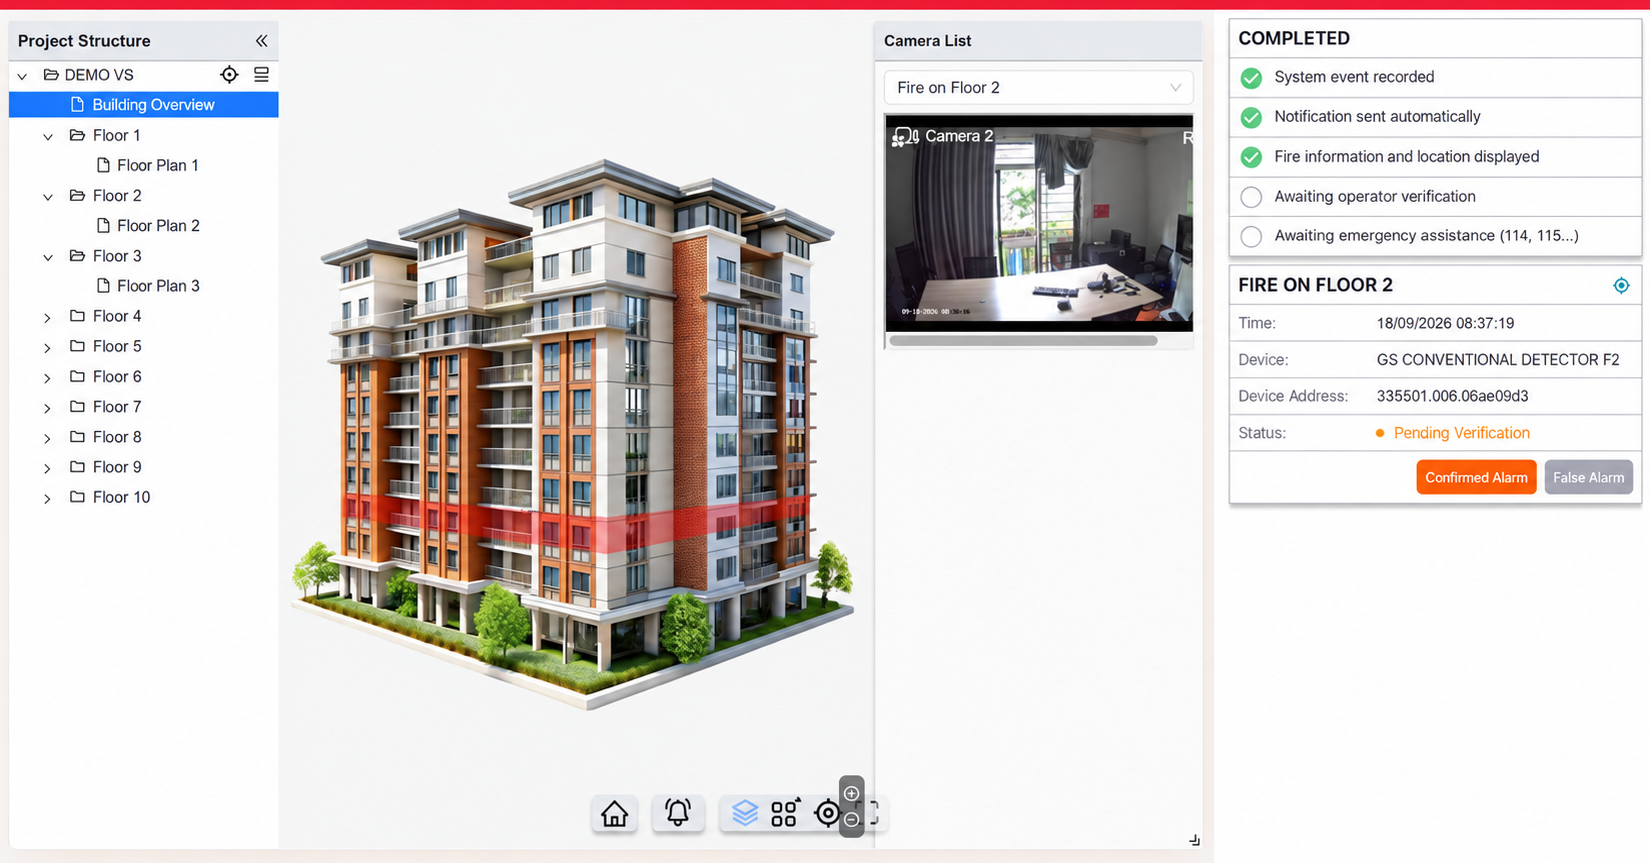 Project Structure
DEMO VS
Building Overview
Floor 1
Floor Plan 1
Floor 2
Floor Plan 2
Floor 3
Floor Plan 3
Floor 4
Floor 5
Floor 6
Floor 7
Floor 8
Floor 9
Floor 10
Camera List
Fire on Floor 2
Camera 2
R
COMPLETED
System event recorded
Notification sent automatically
Fire information and location displayed
Awaiting operator verification
Awaiting emergency assistance (114, 115...)
FIRE ON FLOOR 2
Time: 18/09/2026 08:37:19
Device: GS CONVENTIONAL DETECTOR F2
Device Address: 335501.006.06ae09d3
Status: Pending Verification
Confirmed Alarm False Alarm